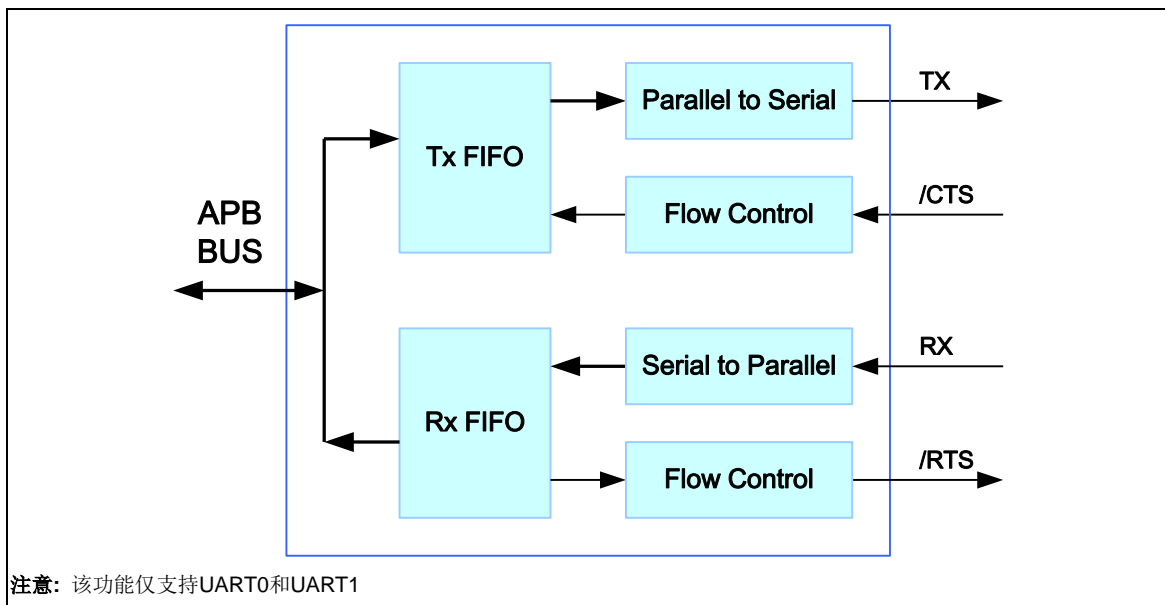 Parallel to Serial
TX
Tx FIFO
Flow Control
/CTS
APB
BUS
Serial to Parallel
RX
Rx FIFO
Flow Control
/RTS
注意: 该功能仅支持UART0和UART1